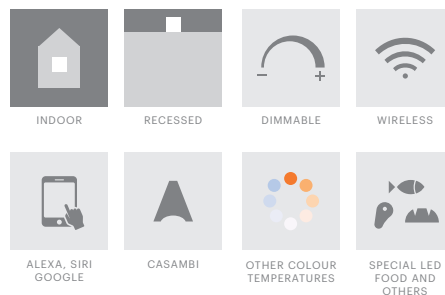 INDOOR
RECESSED
DIMMABLE
WIRELESS
ALEXA, SIRI
GOOGLE
CASAMBI
OTHER COLOUR
TEMPERATURES
SPECIAL LED
FOOD AND
OTHERS